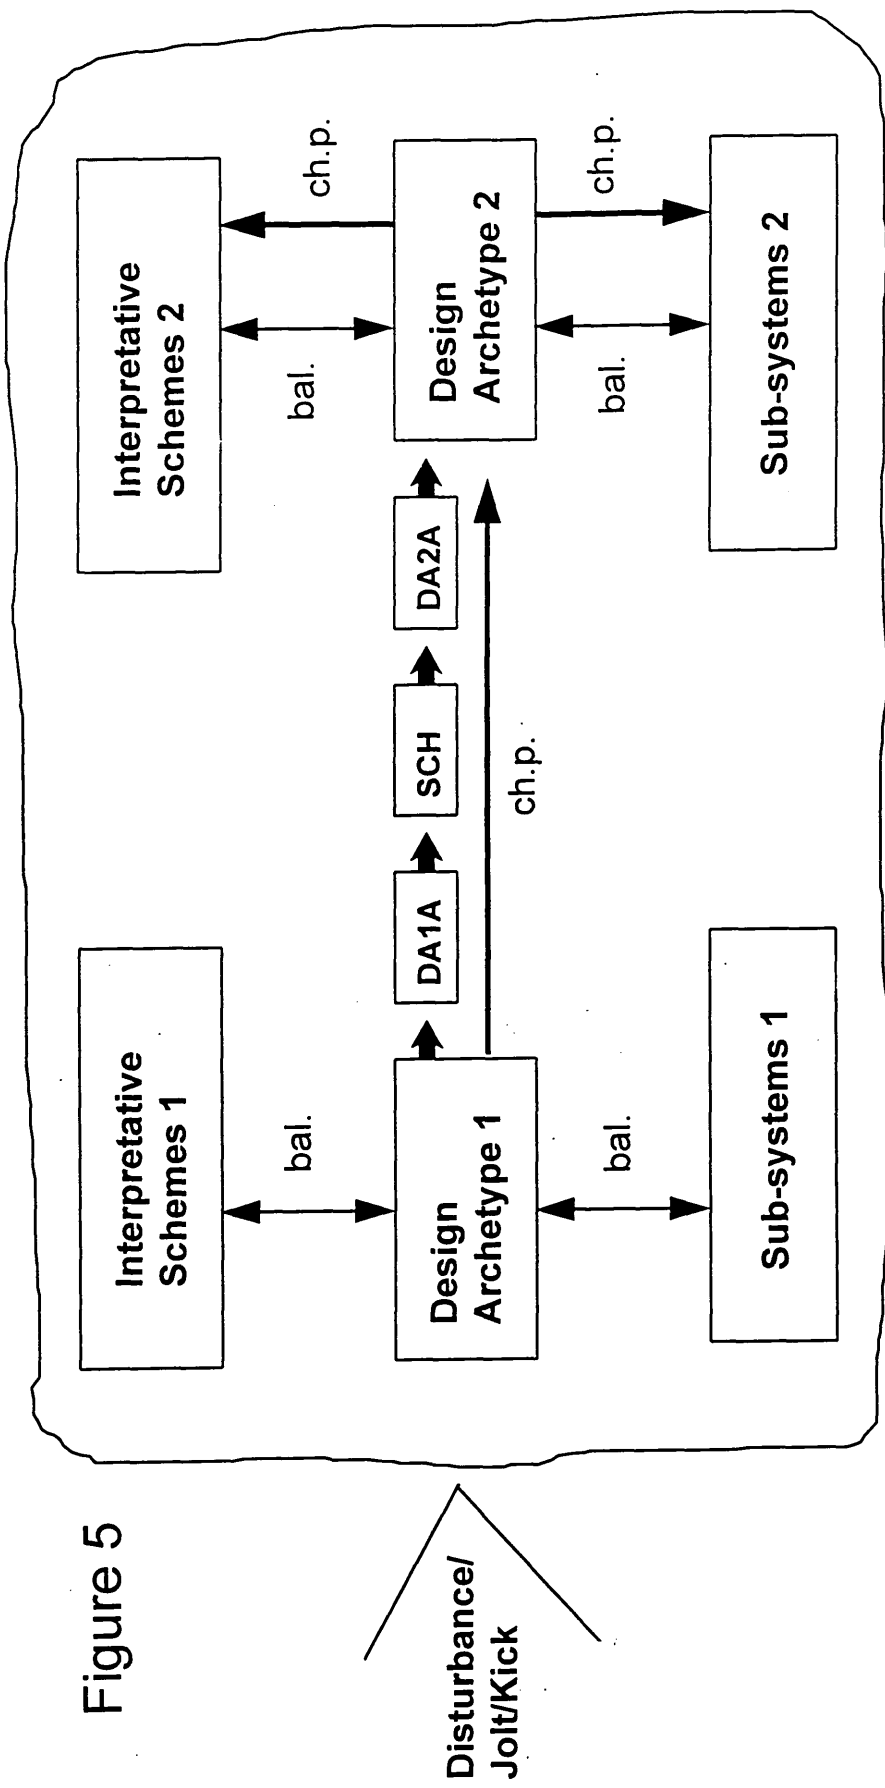 Figure 5
Disturbance/
Jolt/Kick
Interpretative
Schemes 1
bal.
Design
Archetype 1
bal.
Sub-systems 1
DA1A
SCH
DA2A
ch.p.
Interpretative
Schemes 2
bal.
ch.p.
Design
Archetype 2
bal.
ch.p.
Sub-systems 2